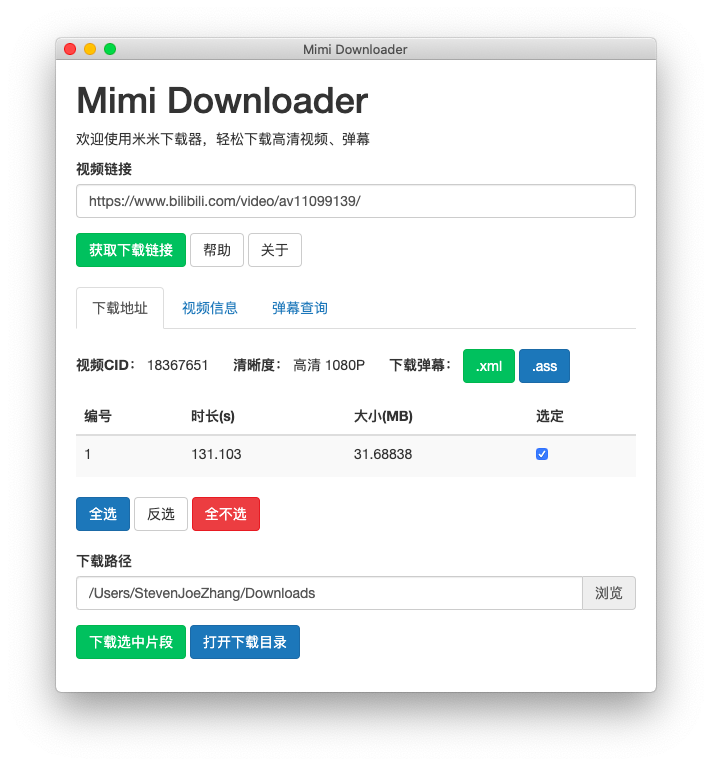 Mimi Downloader
Mimi Downloader
欢迎使用米米下载器，轻松下载高清视频、弹幕
视频链接
https://www.bilibili.com/video/av11099139/
获取下载链接 帮助 关于
下载地址 视频信息 弹幕查询
视频CID： 18367651 清晰度： 高清 1080P 下载弹幕： .xml .ass
编号 时长(s) 大小(MB) 选定
1 131.103 31.68838
全选 反选 全不选
下载路径
/Users/StevenJoeZhang/Downloads 浏览
下载选中片段 打开下载目录